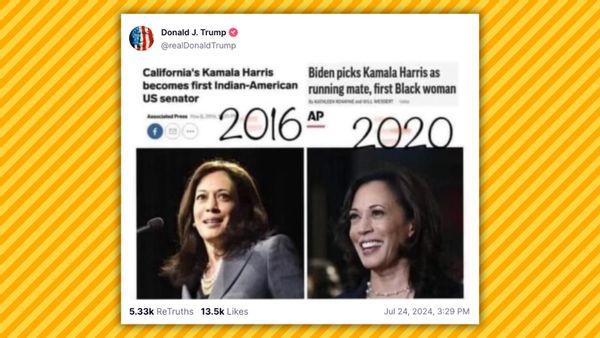 Donald J. Trump
@realDonaldTrump
California's Kamala Harris
becomes first Indian-American
US senator
Associated Press
2016
Biden picks Kamala Harris as
running mate, first Black woman
By KATHLEEN RONAYNE and WILL WEISSERT
AP
2020
5.33k ReTruths 13.5k Likes
Jul 24, 2024, 3:29 PM